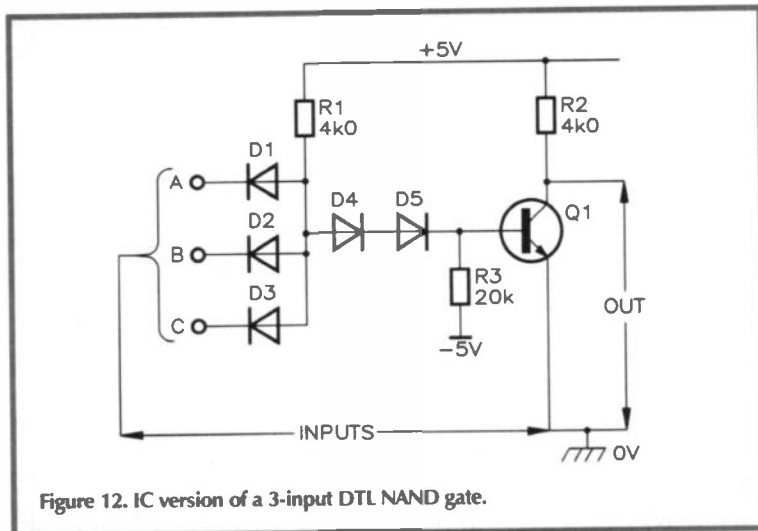 +5V
R1
4k0
R2
4k0
D1
A
D4
D5
Q1
D2
B
R3
20k
OUT
D3
C
-5V
INPUTS
0V
Figure 12. IC version of a 3-input DTL NAND gate.